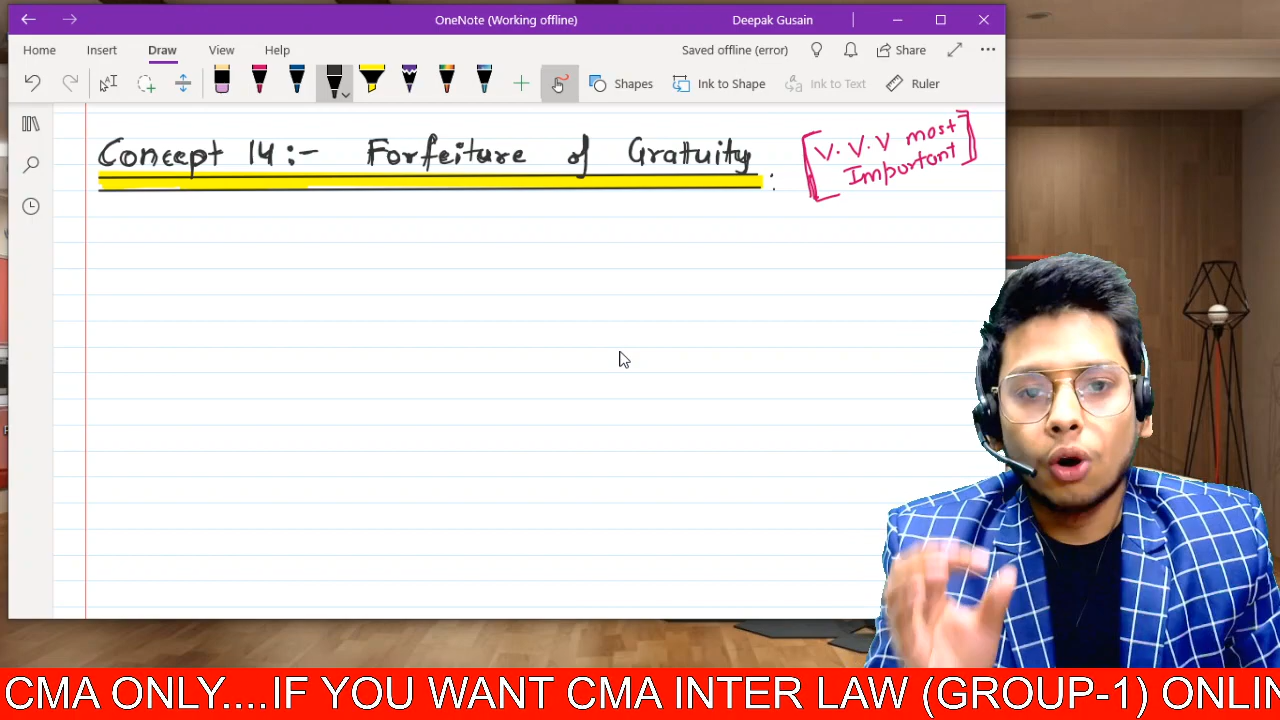 OneNote (Working offline)
Deepak Gusain
Home
Insert
Draw
View
Help
Saved offline (error)
Share
Shapes
Ink to Shape
Ink to Text
Ruler
Concept 14:- Forfeiture of Gratuity :
V. V. V most
Important
CMA ONLY....IF YOU WANT CMA INTER LAW (GROUP-1) ONLIN